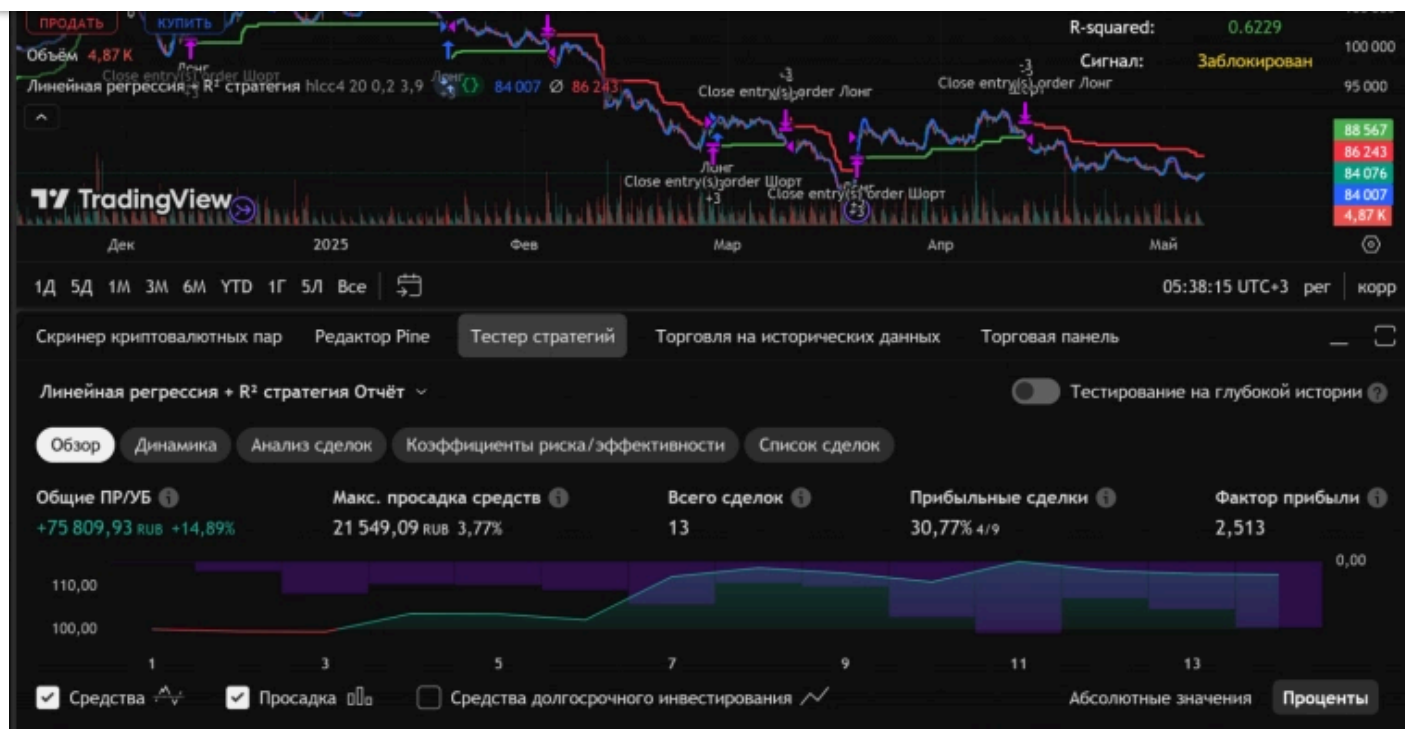 ПРОДАТЬ КУПИТЬ
R-squared: 0.6229
100 000
Объём 4,87 K
Сигнал: Заблокирован
Close entry(s) order Шорт
Линейная регрессия + R² стратегия hlcc4 20 0,2 3,9 84 007 Ø 86 243
Close entry(s) order Лонг
Close entry(s) order Лонг
95 000
88 567
86 243
84 076
84 007
4,87 K
Лонг
Close entry(s) order Шорт
+3
Close entry(s) order Шорт
+3
TradingView
Дек 2025 Фев Мар Апр Май
1Д 5Д 1М 3М 6М YTD 1Г 5Л Все
05:38:15 UTC+3 рег корр
Скринер криптовалютных пар Редактор Pine Тестер стратегий Торговля на исторических данных Торговая панель
Линейная регрессия + R² стратегия Отчёт
Тестирование на глубокой истории
Обзор Динамика Анализ сделок Коэффициенты риска/эффективности Список сделок
Общие ПР/УБ Макс. просадка средств Всего сделок Прибыльные сделки Фактор прибыли
+75 809,93 RUB +14,89% 21 549,09 RUB 3,77% 13 30,77% 4/9 2,513
0,00
110,00
100,00
1 3 5 7 9 11 13
Средства Просадка Средства долгосрочного инвестирования Абсолютные значения Проценты